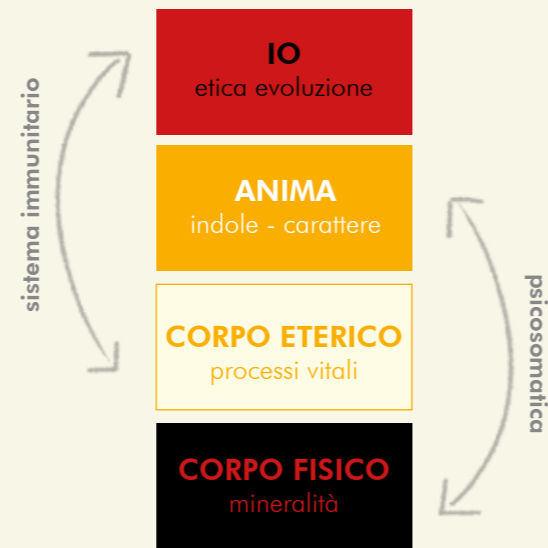 IO
etica evoluzione
sistema immunitario
ANIMA
indole - carattere
CORPO ETERICO
processi vitali
psicosomatica
CORPO FISICO
mineralità